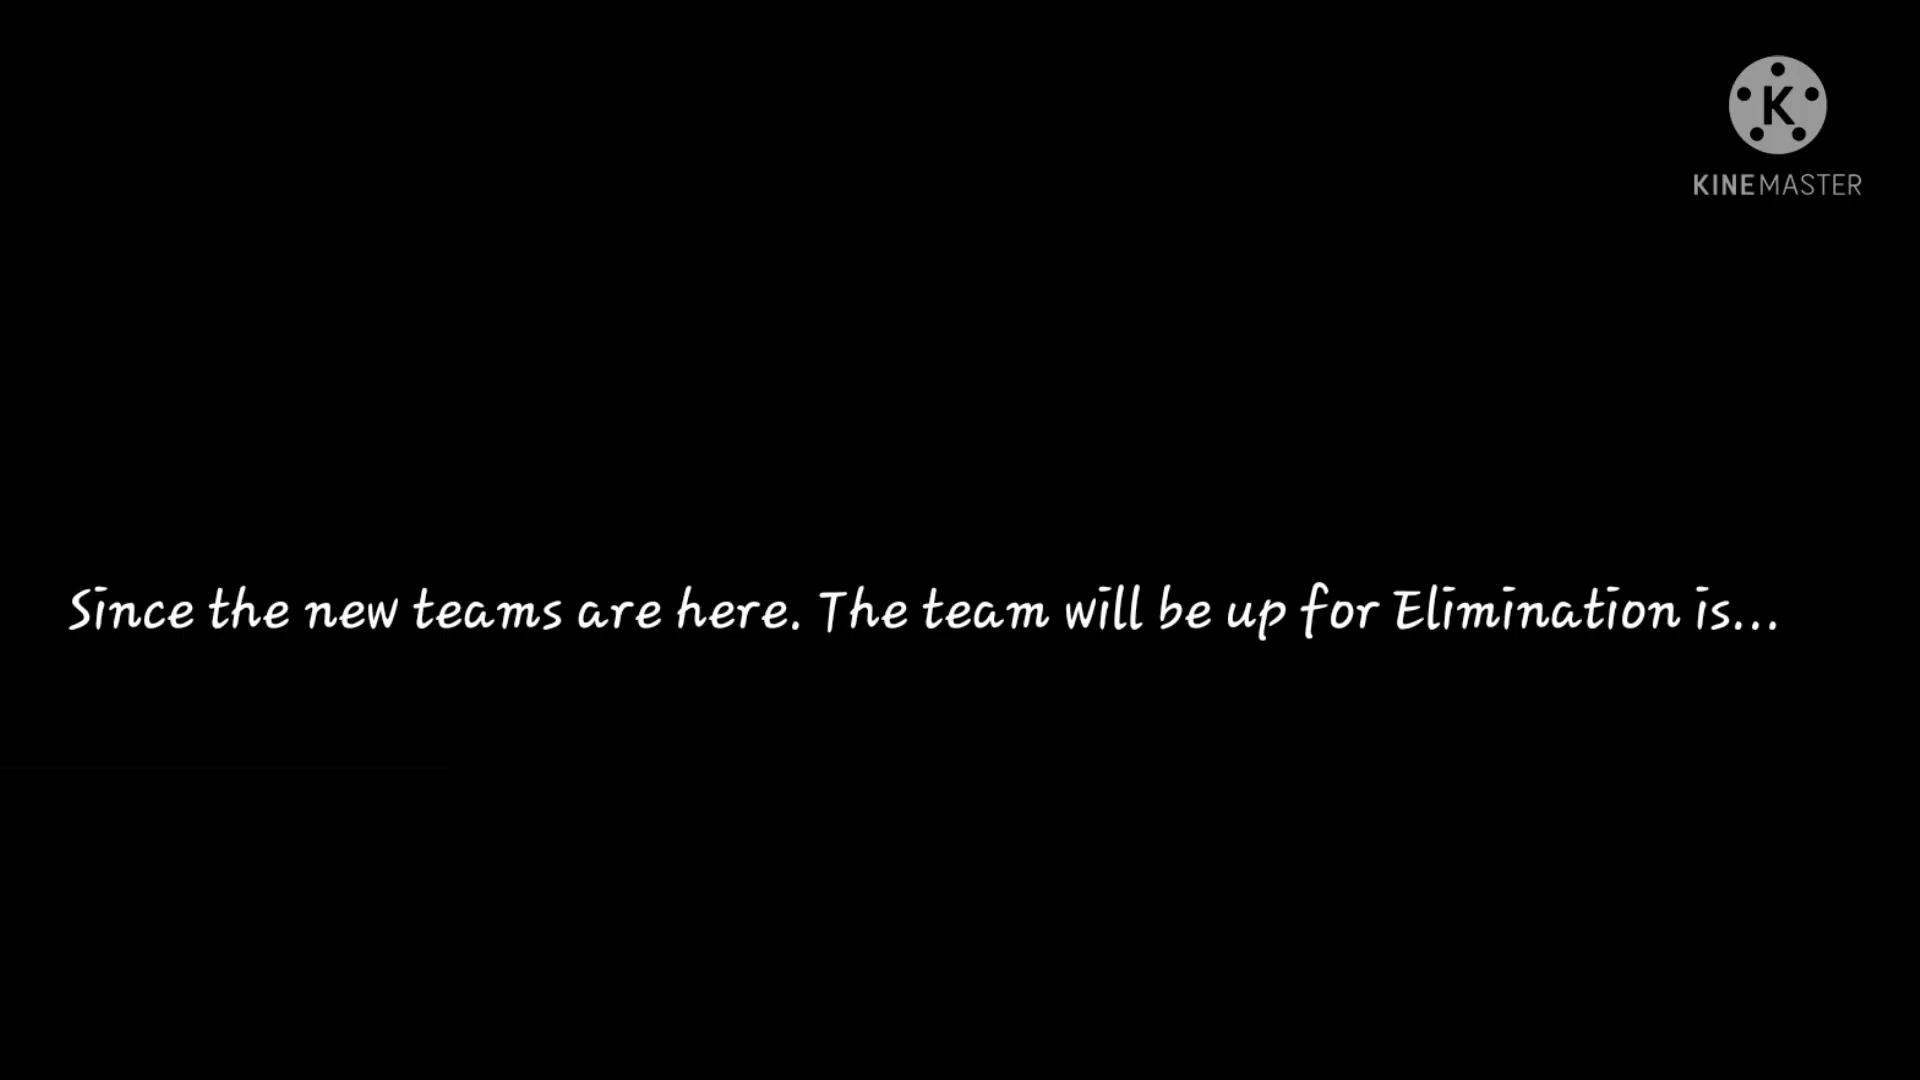 K
KINEMASTER
Since the new teams are here. The team will be up for Elimination is...